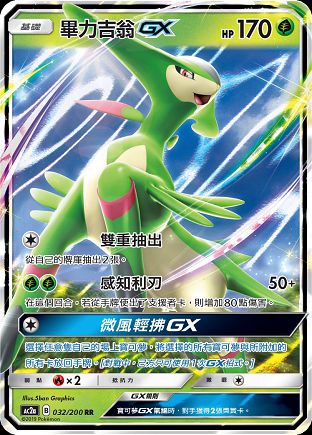 基礎 畢力吉翁GX HP 170
雙重抽出
從自己的牌庫抽出2張。
感知利刃 50+
在這個回合,若從手牌使出了支援者卡,則增加80點傷害。
微風輕拂GX
選擇任意隻自己的場上寶可夢,將選擇的所有寶可夢與所附加的
所有卡放回手牌。[對戰中,己方只可使用1次GX招式。]
弱點 ×2 抵抗力 撤退
Illus.5ban Graphics
GX規則
AC2a B 032/200 RR
寶可夢GX氣絕時,對手獲得2張獎賞卡。
©2019 Pokémon